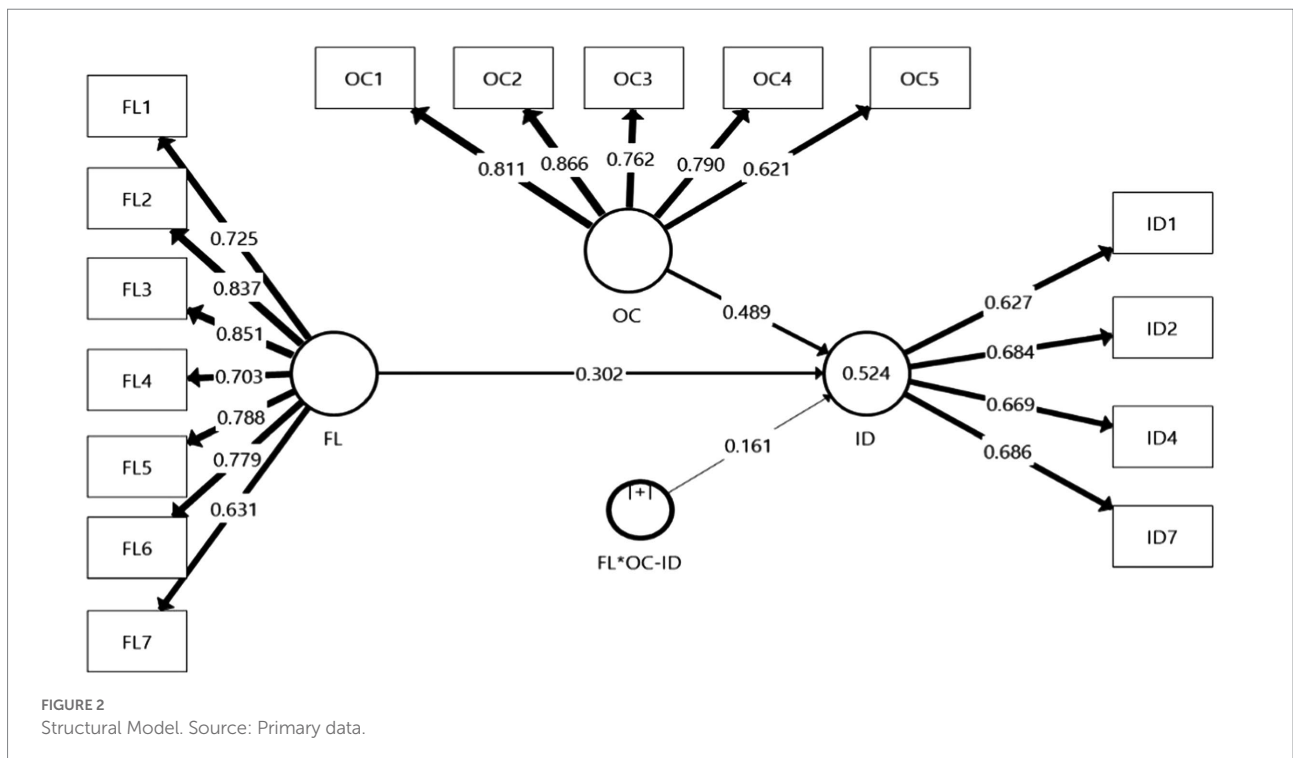 OC1
OC2
OC3
OC4
OC5
FL1
FL2
FL3
FL4
FL5
FL6
FL7
0.811
0.866
0.762
0.790
0.621
0.725
0.837
0.851
0.703
0.788
0.779
0.631
FL
OC
0.489
0.302
0.161
|+|
FL*OC-ID
0.524
ID
0.627
0.684
0.669
0.686
ID1
ID2
ID4
ID7
FIGURE 2
Structural Model. Source: Primary data.